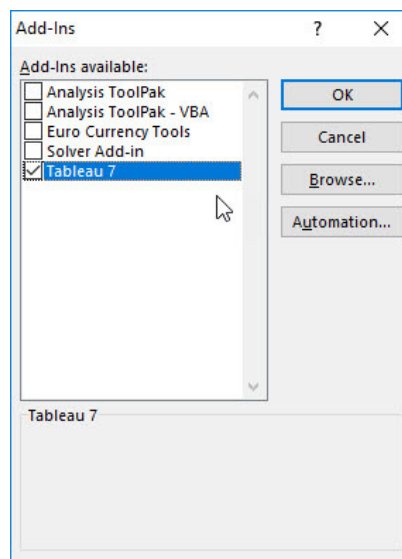 Add-Ins ?
Add-Ins available:
Analysis ToolPak
Analysis ToolPak - VBA
Euro Currency Tools
Solver Add-in
Tableau 7
OK
Cancel
Browse...
Automation...
Tableau 7